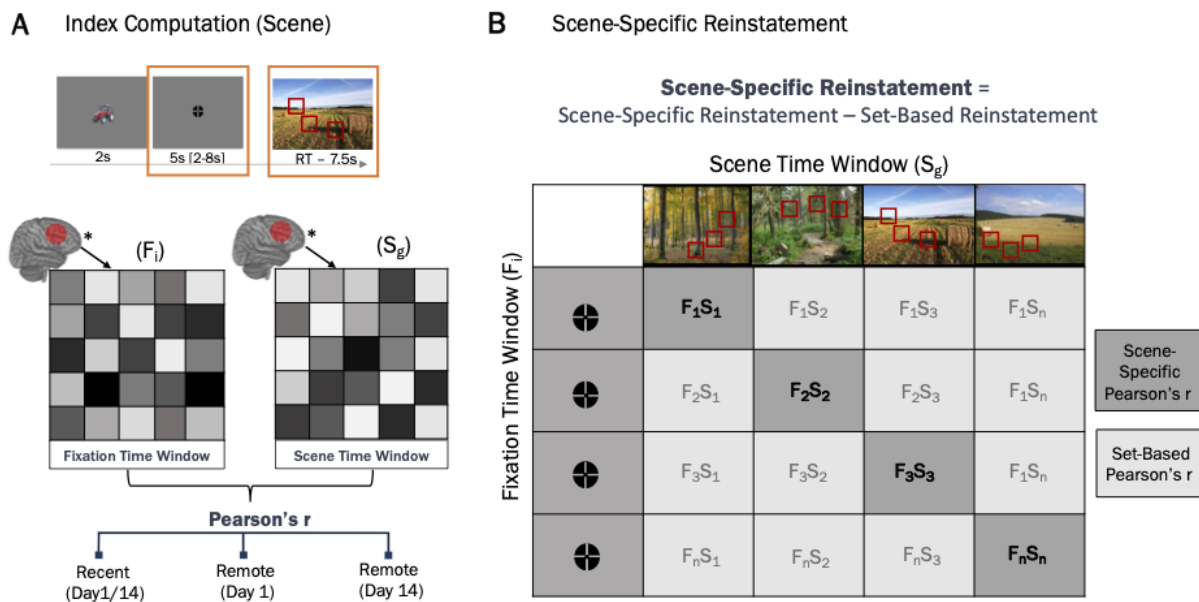 A Index Computation (Scene)
2s
5s [2-8s]
RT – 7.5s
*
(Fi)
*
(Sg)
Fixation Time Window
Scene Time Window
Pearson's r
Recent
(Day1/14)
Remote
(Day 1)
Remote
(Day 14)
B Scene-Specific Reinstatement
Scene-Specific Reinstatement =
Scene-Specific Reinstatement – Set-Based Reinstatement
Scene Time Window (Sg)
Fixation Time Window (Fi)
F1S1 F1S2 F1S3 F1Sn
F2S1 F2S2 F2S3 F1Sn
F3S1 F3S2 F3S3 F1Sn
FnS1 FnS2 FnS3 FnSn
Scene-
Specific
Pearson's r
Set-Based
Pearson's r